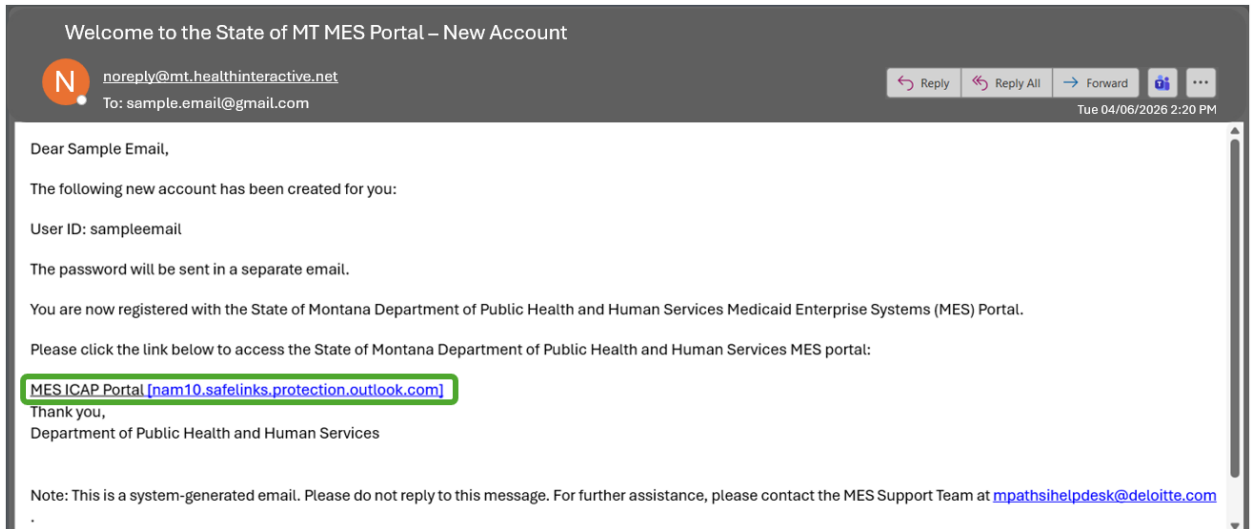 Welcome to the State of MT MES Portal – New Account
N
noreply@mt.healthinteractive.net
To: sample.email@gmail.com
Reply
Reply All
Forward
Tue 04/06/2026 2:20 PM
Dear Sample Email,
The following new account has been created for you:
User ID: sampleemail
The password will be sent in a separate email.
You are now registered with the State of Montana Department of Public Health and Human Services Medicaid Enterprise Systems (MES) Portal.
Please click the link below to access the State of Montana Department of Public Health and Human Services MES portal:
MES ICAP Portal [nam10.safelinks.protection.outlook.com]
Thank you,
Department of Public Health and Human Services
Note: This is a system-generated email. Please do not reply to this message. For further assistance, please contact the MES Support Team at mpathsihelpdesk@deloitte.com
.